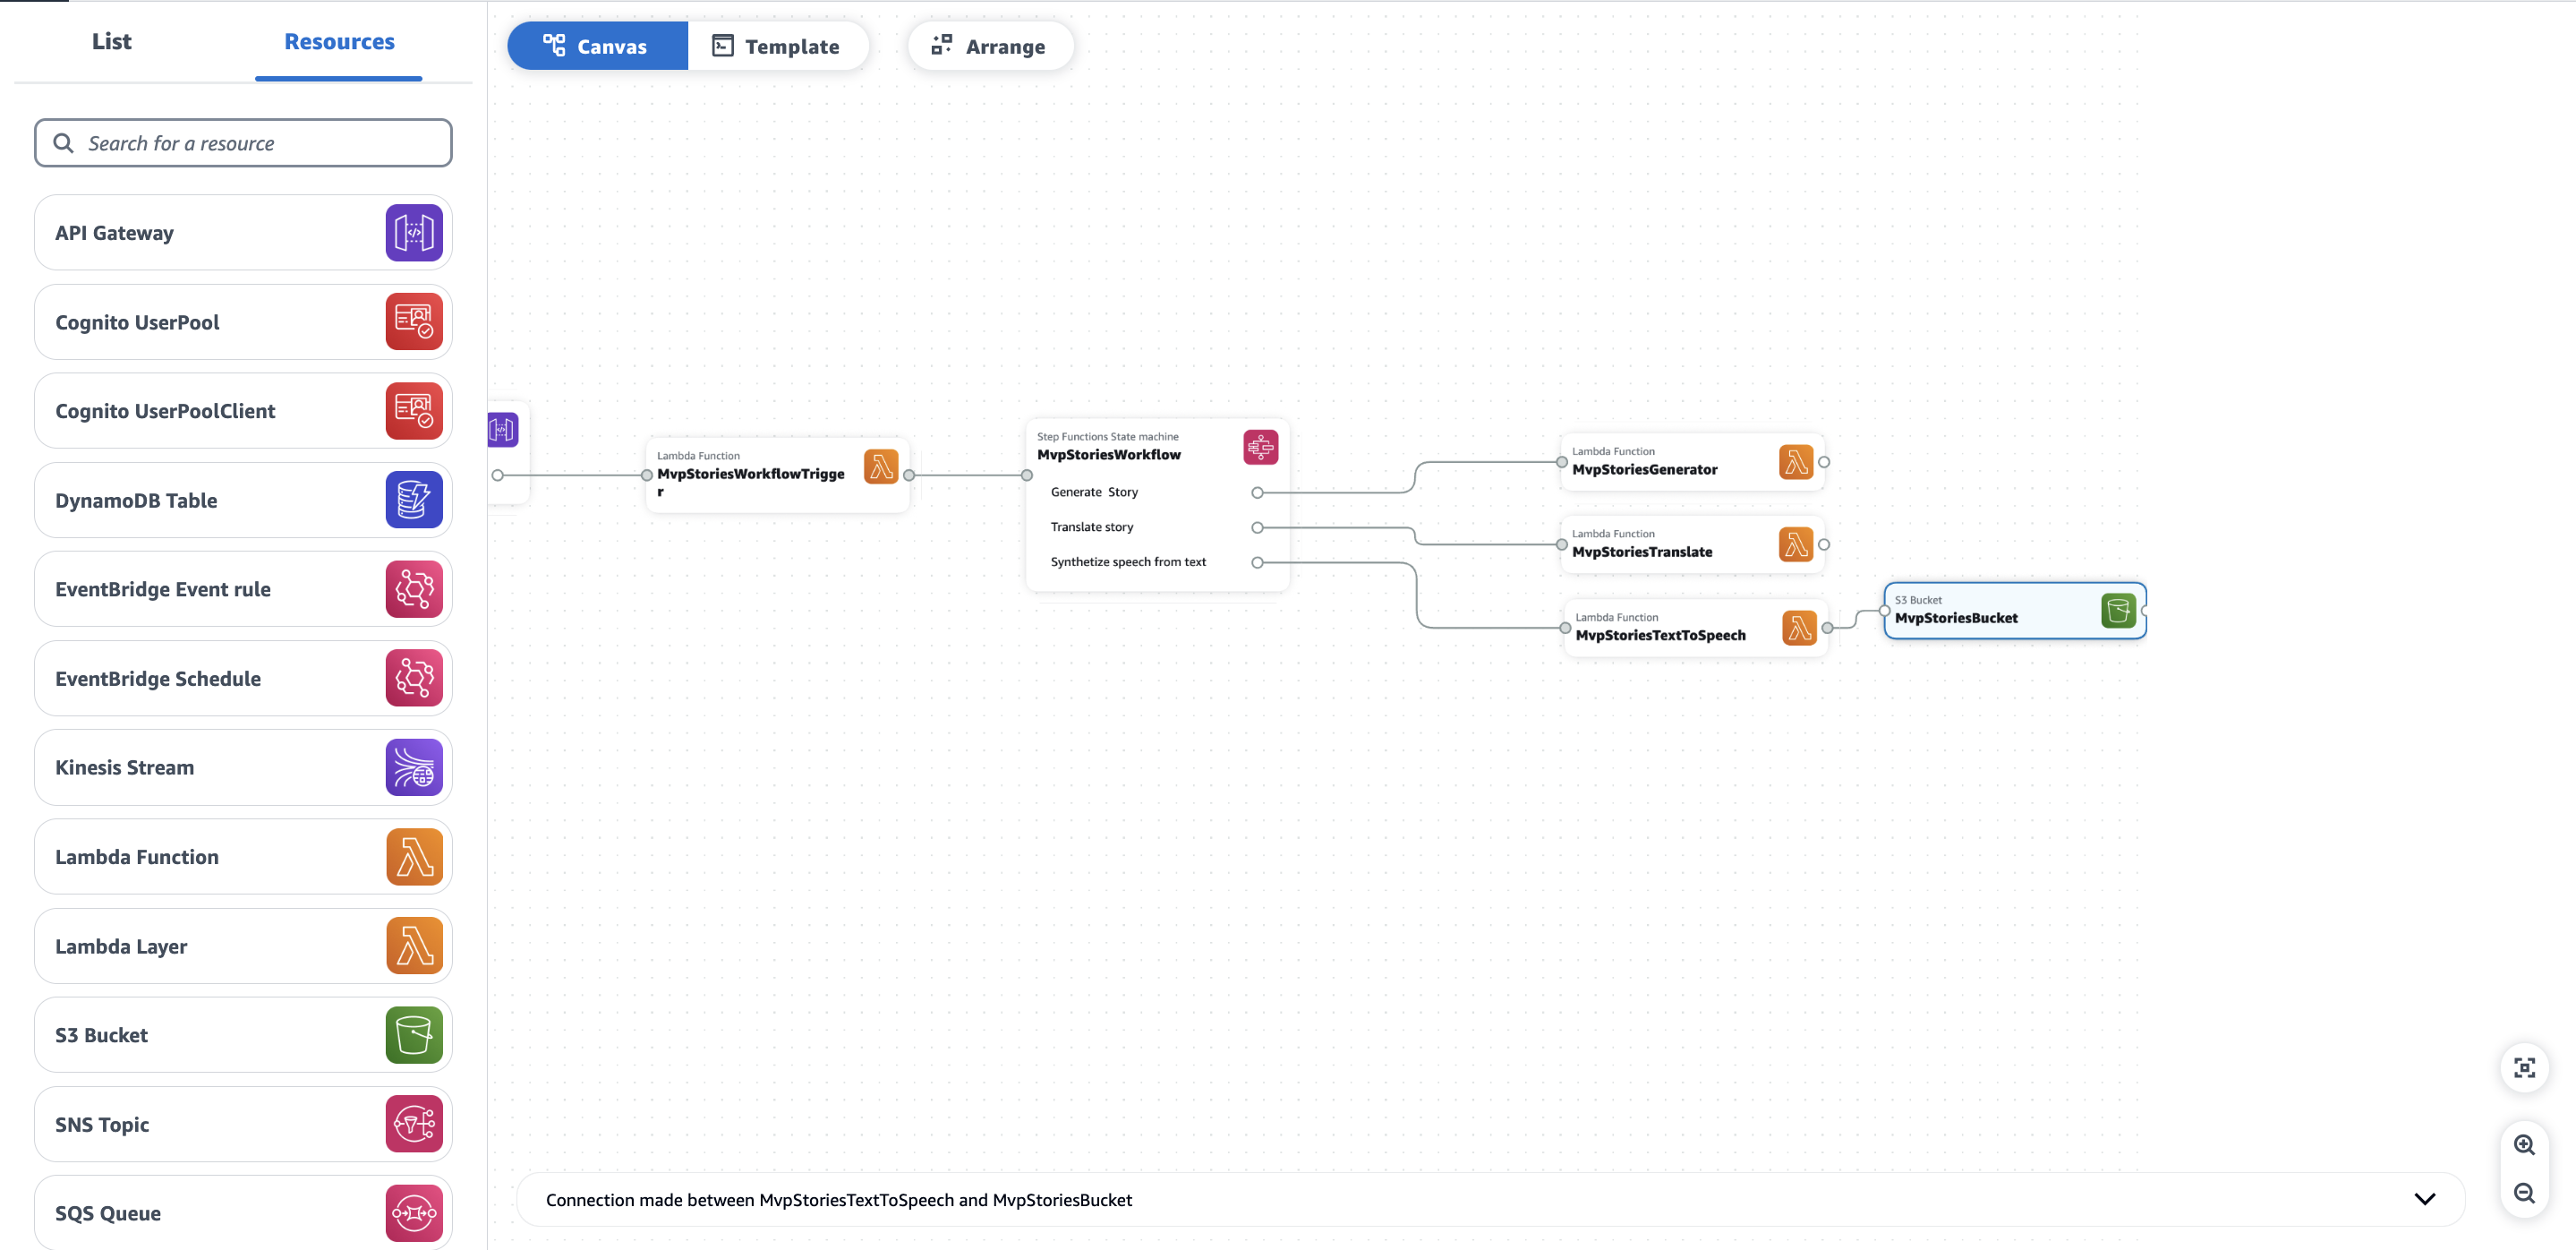 List
Resources
Search for a resource
API Gateway
Cognito UserPool
Cognito UserPoolClient
DynamoDB Table
EventBridge Event rule
EventBridge Schedule
Kinesis Stream
Lambda Function
Lambda Layer
S3 Bucket
SNS Topic
SQS Queue
Canvas
Template
Arrange
Lambda Function
MvpStoriesWorkflowTrigge
r
Step Functions State machine
MvpStoriesWorkflow
Generate Story
Translate story
Synthetize speech from text
Lambda Function
MvpStoriesGenerator
Lambda Function
MvpStoriesTranslate
Lambda Function
MvpStoriesTextToSpeech
S3 Bucket
MvpStoriesBucket
Connection made between MvpStoriesTextToSpeech and MvpStoriesBucket